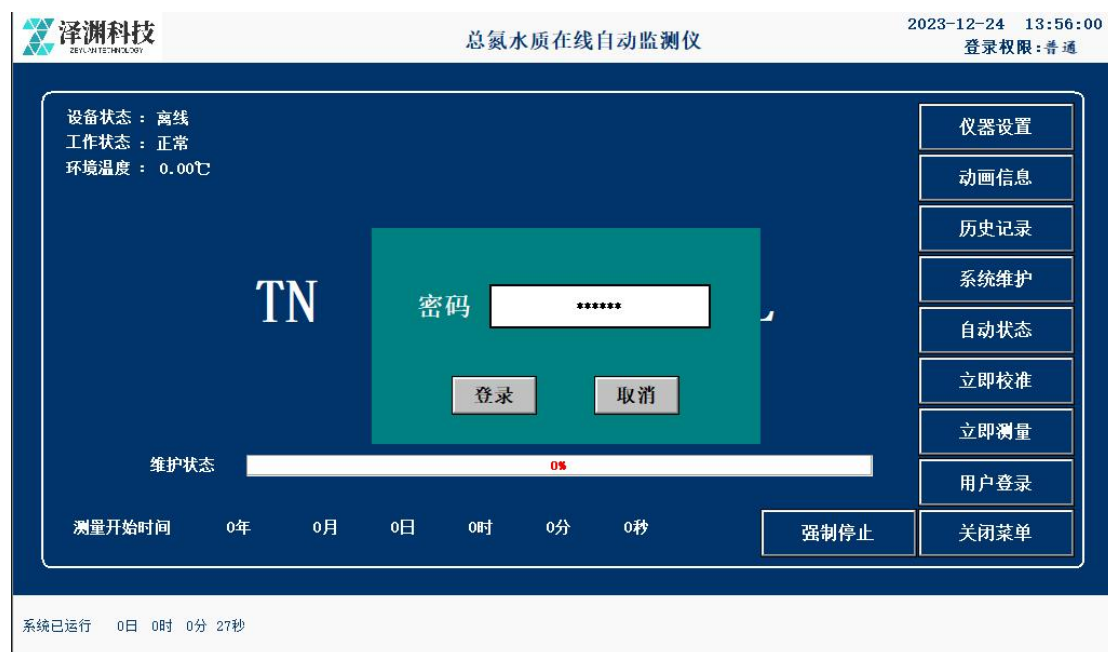 泽渊科技
ZEYUAN TECHNOLOGY
总氮水质在线自动监测仪
2023-12-24 13:56:00
登录权限:普通
设备状态 : 离线
工作状态 : 正常
环境温度 : 0.00℃
仪器设置
动画信息
历史记录
系统维护
自动状态
立即校准
立即测量
用户登录
关闭菜单
TN
L
密码 ******
登录 取消
维护状态 0%
测量开始时间 0年 0月 0日 0时 0分 0秒
强制停止
系统已运行 0日 0时 0分 27秒